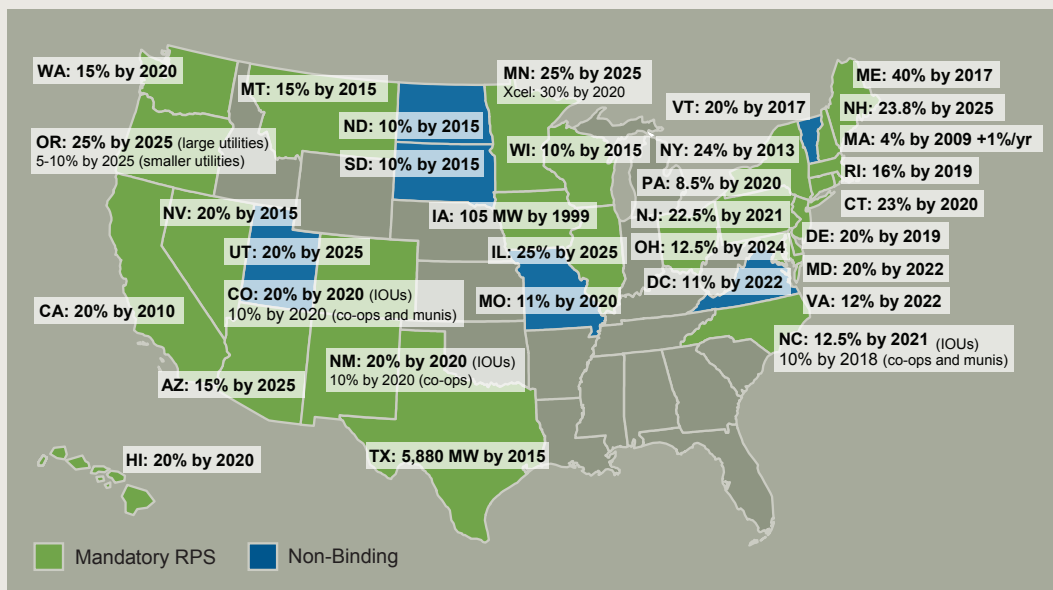 WA: 15% by 2020
MT: 15% by 2015
MN: 25% by 2025
Xcel: 30% by 2020
ME: 40% by 2017
VT: 20% by 2017
NH: 23.8% by 2025
ND: 10% by 2015
OR: 25% by 2025 (large utilities)
5-10% by 2025 (smaller utilities)
WI: 10% by 2015
NY: 24% by 2013
MA: 4% by 2009 +1%/yr
SD: 10% by 2015
RI: 16% by 2019
PA: 8.5% by 2020
CT: 23% by 2020
NV: 20% by 2015
IA: 105 MW by 1999
NJ: 22.5% by 2021
DE: 20% by 2019
UT: 20% by 2025
IL: 25% by 2025
OH: 12.5% by 2024
MD: 20% by 2022
DC: 11% by 2022
CO: 20% by 2020 (IOUs)
10% by 2020 (co-ops and munis)
MO: 11% by 2020
VA: 12% by 2022
CA: 20% by 2010
NC: 12.5% by 2021 (IOUs)
10% by 2018 (co-ops and munis)
NM: 20% by 2020 (IOUs)
10% by 2020 (co-ops)
AZ: 15% by 2025
HI: 20% by 2020
TX: 5,880 MW by 2015
Mandatory RPS
Non-Binding